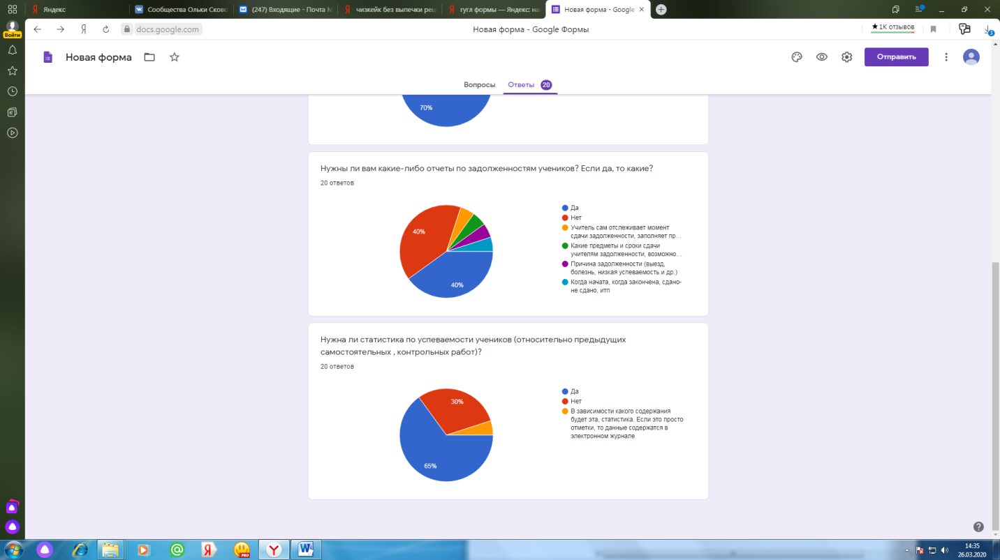 Яндекс
Сообщества Ольки Сково
(247) Входящие - Почта М
чизкейк без выпечки рец
гугл формы — Яндекс: на
Новая форма - Google
Войти
docs.google.com
Новая форма - Google Формы
★1K отзывов
3
Новая форма
Отправить
Вопросы
Ответы 20
70%
Нужны ли вам какие-либо отчеты по задолженностям учеников? Если да, то какие?
20 ответов
40%
40%
Да
Нет
Учитель сам отслеживает момент
сдачи задолженности, заполняет пр...
Какие предметы и сроки сдачи
учителям задолженности, возможно...
Причина задолженности (выезд,
болезнь, низкая успеваемость и др.)
Когда начата, когда закончена, сдано-
не сдано, итп
Нужна ли статистика по успеваемости учеников (относительно предыдущих
самостоятельных , контрольных работ)?
20 ответов
30%
65%
Да
Нет
В зависимости какого содержания
будет эта, статистика. Если это просто
отметки, то данные содержатся в
электронном журнале
PRO
14:35
26.03.2020